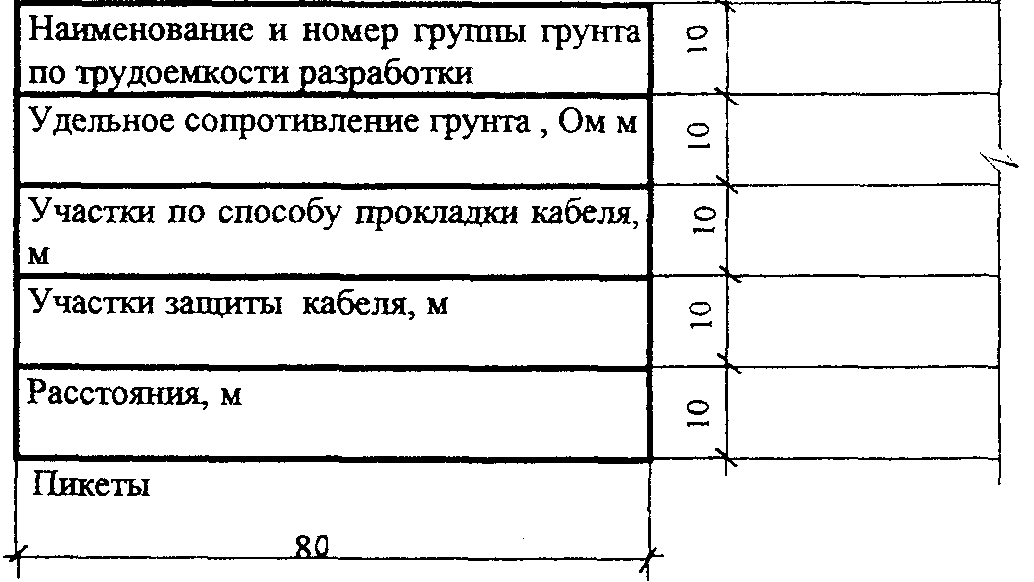 Наименование и номер группы грунта
по трудоемкости разработки
10
Удельное сопротивление грунта , Ом м
10
Участки по способу прокладки кабеля,
м
10
Участки защиты кабеля, м
10
Расстояния, м
10
Пикеты
80